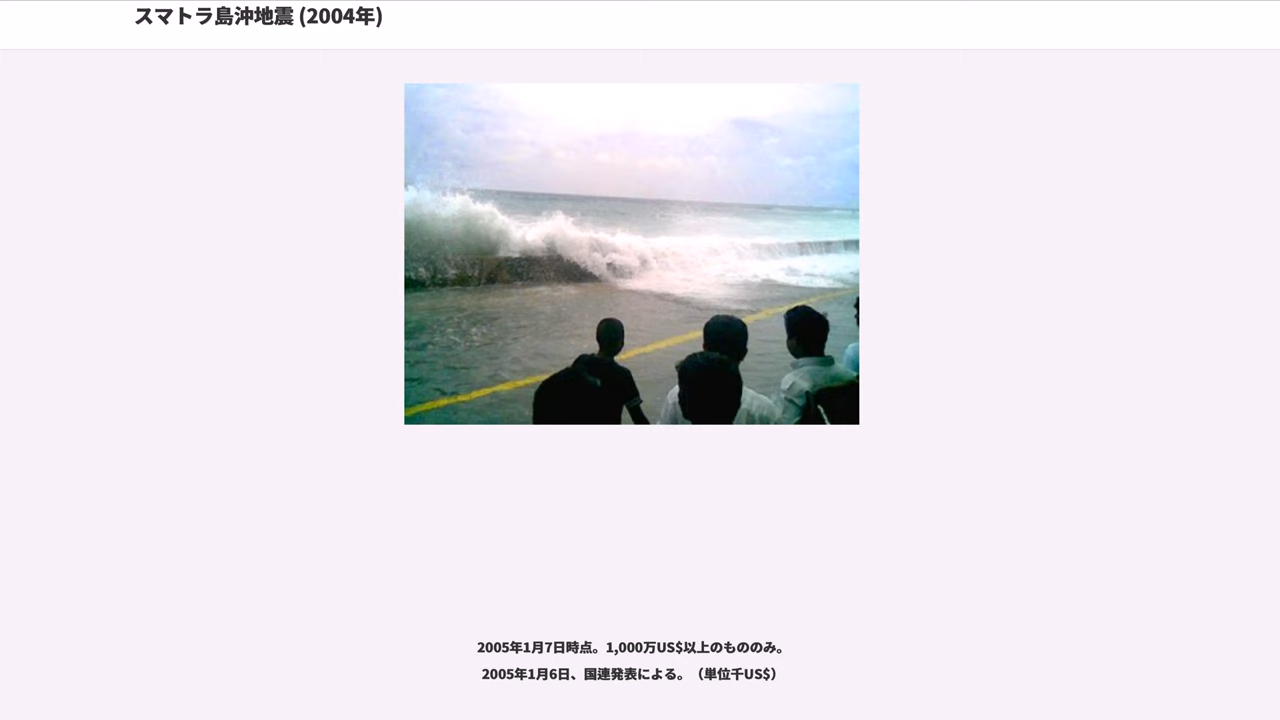 スマトラ島沖地震 (2004年)
2005年1月7日時点。1,000万US$以上のもののみ。
2005年1月6日、国連発表による。（単位千US$）